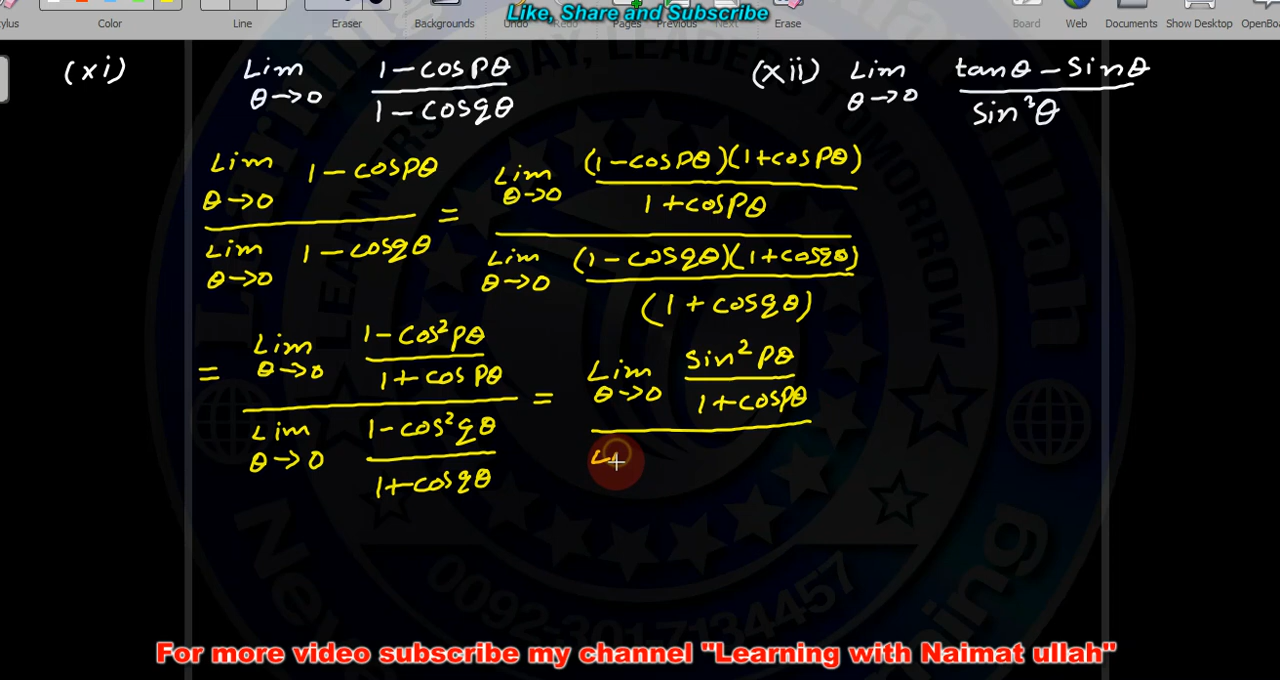 Like, Share and Subscribe
Color Line Eraser Backgrounds Undo Redo Pages Previous Next Erase Board Web Documents Show Desktop OpenBoa
(xi) Lim θ→0 1-cospθ / 1-cosqθ
(xii) Lim θ→0 tanθ - Sinθ / Sin³θ
Lim θ→0 1-cospθ / Lim θ→0 1-cosqθ = Lim θ→0 (1-cospθ)(1+cospθ) / 1+cospθ / Lim θ→0 (1-cosqθ)(1+cosqθ) / (1+cosqθ)
= Lim θ→0 1-cos²pθ / 1+cospθ / Lim θ→0 1-cos²qθ / 1+cosqθ = Lim θ→0 sin²pθ / 1+cospθ
0092-301-7134457
For more video subscribe my channel "Learning with Naimat ullah"